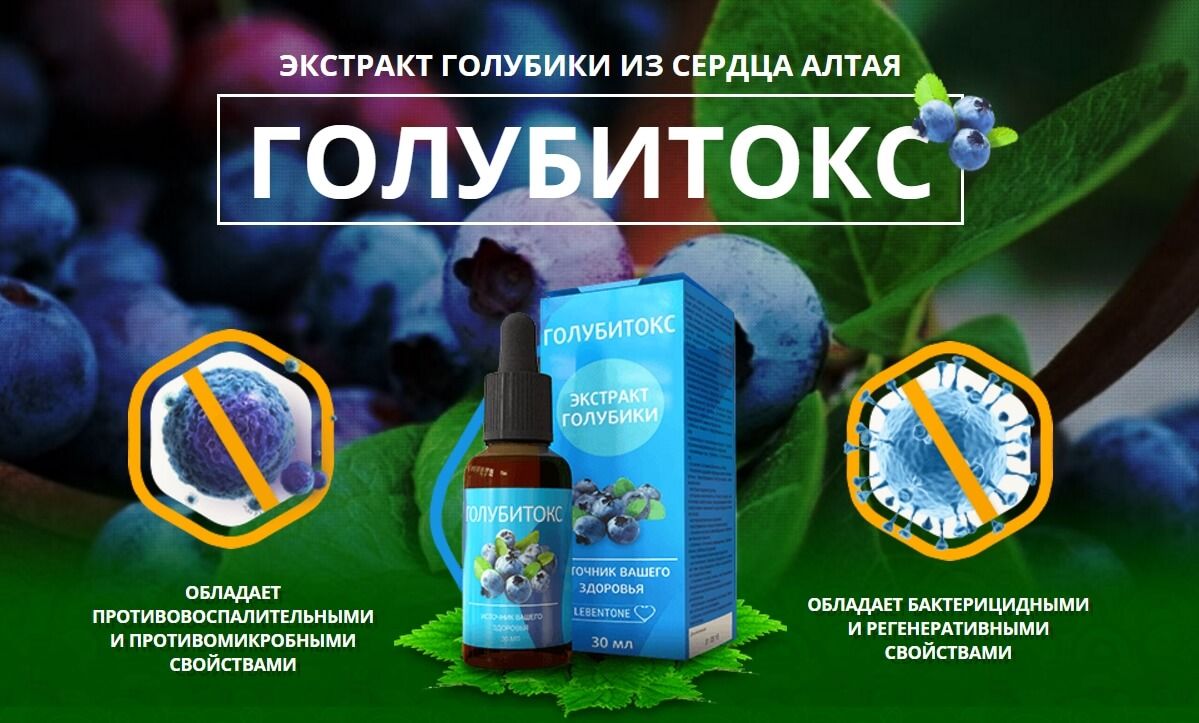 ЭКСТРАКТ ГОЛУБИКИ ИЗ СЕРДЦА АЛТАЯ
ГОЛУБИТОКС
ГОЛУБИТОКС
ЭКСТРАКТ
ГОЛУБИКИ
ВАШЕГО
ЗДОРОВЬЯ
LEBENTONE
30 МЛ
ГОЛУБИТОКС
ИСТОЧНИК ВАШЕГО
ЗДОРОВЬЯ
30 МЛ
ОБЛАДАЕТ
ПРОТИВОВОСПАЛИТЕЛЬНЫМИ
И ПРОТИВОМИКРОБНЫМИ
СВОЙСТВАМИ
ОБЛАДАЕТ БАКТЕРИЦИДНЫМИ
И РЕГЕНЕРАТИВНЫМИ
СВОЙСТВАМИ